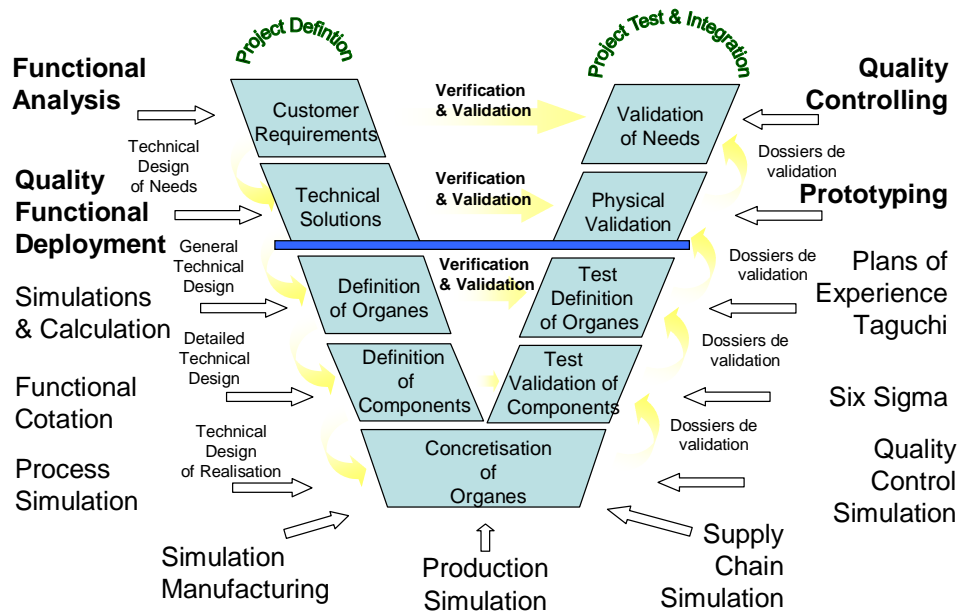 Project Defintion
Project Test & Integration
Functional
Analysis
Customer
Requirements
Verification
& Validation
Validation
of Needs
Quality
Controlling
Technical
Design
of Needs
Dossiers de
validation
Quality
Functional
Deployment
Technical
Solutions
Verification
& Validation
Physical
Validation
Prototyping
General
Technical
Design
Definition
of Organes
Verification
& Validation
Test
Definition
of Organes
Dossiers de
validation
Plans of
Experience
Taguchi
Simulations
& Calculation
Detailed
Technical
Design
Definition
of
Components
Test
Validation of
Components
Dossiers de
validation
Functional
Cotation
Six Sigma
Technical
Design
of Realisation
Concretisation
of
Organes
Dossiers de
validation
Process
Simulation
Quality
Control
Simulation
Simulation
Manufacturing
Production
Simulation
Supply
Chain
Simulation